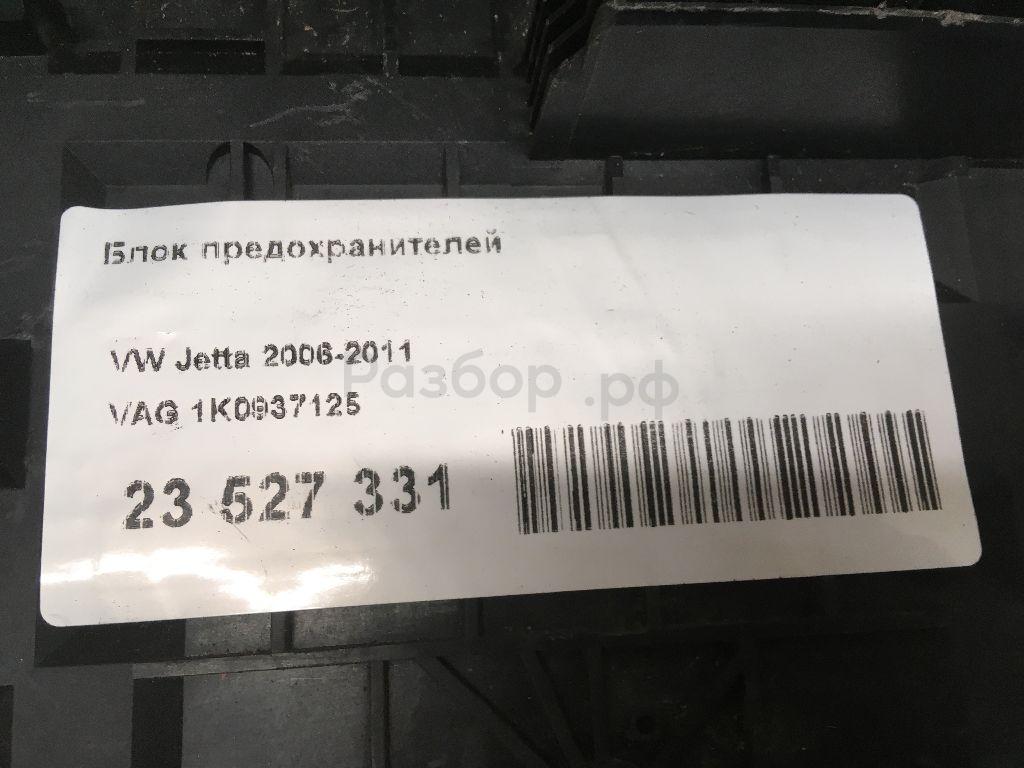 Блок предохранителей
VW Jetta 2006-2011
Разбор.рф
VAG 1K0937125
23 527 331